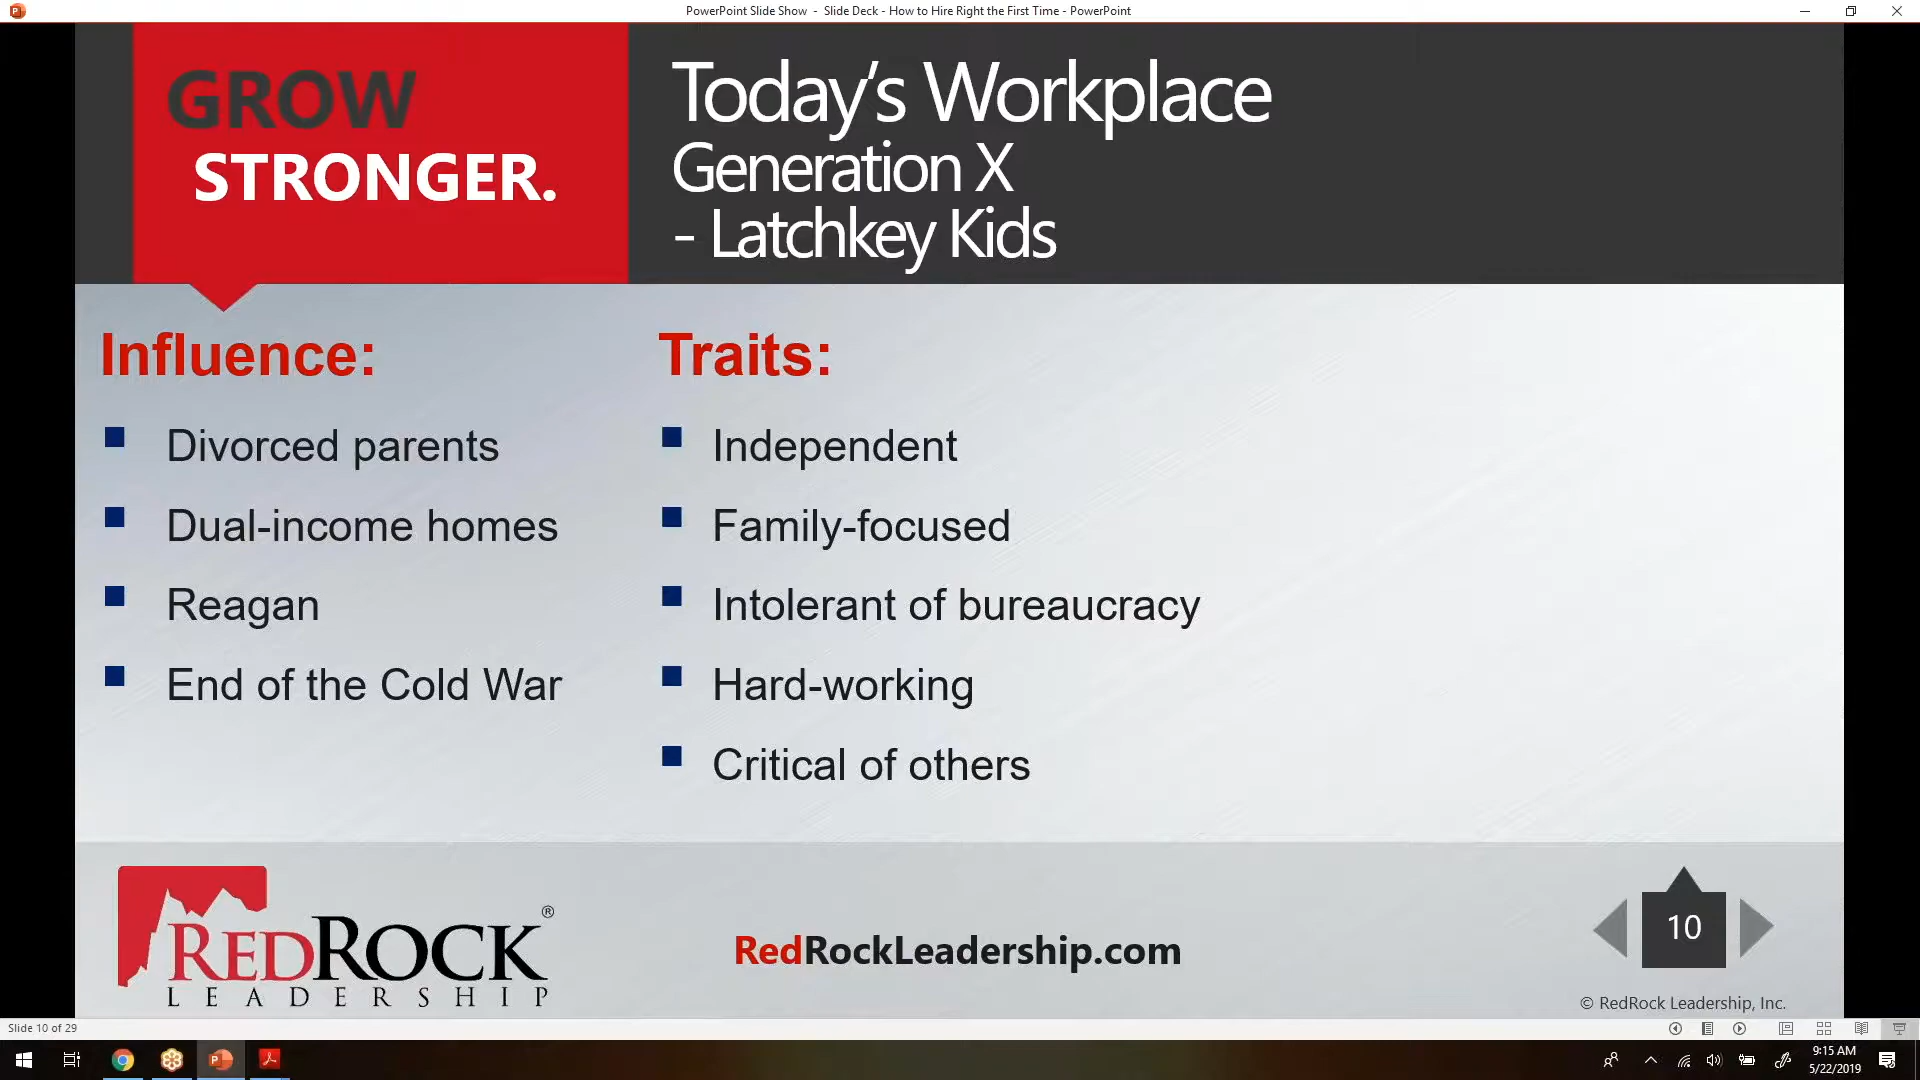 PowerPoint Slide Show - Slide Deck - How to Hire Right the First Time - PowerPoint
GROW
STRONGER.
Today's Workplace
Generation X
- Latchkey Kids
Influence:
Divorced parents
Dual-income homes
Reagan
End of the Cold War
Traits:
Independent
Family-focused
Intolerant of bureaucracy
Hard-working
Critical of others
REDROCK®
LEADERSHIP
RedRockLeadership.com
10
© RedRock Leadership, Inc.
Slide 10 of 29
9:15 AM
5/22/2019